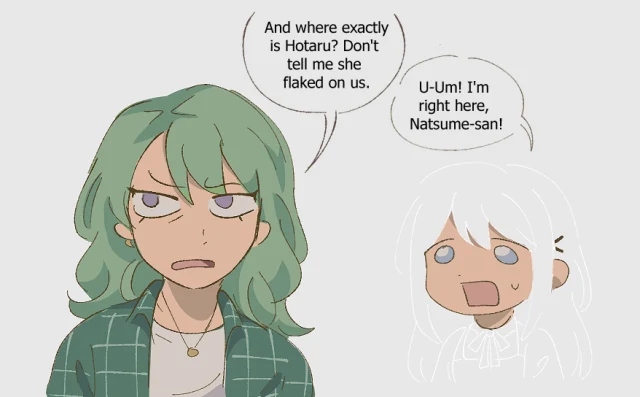 And where exactly
is Hotaru? Don't
tell me she
flaked on us.
U-Um! I'm
right here,
Natsume-san!